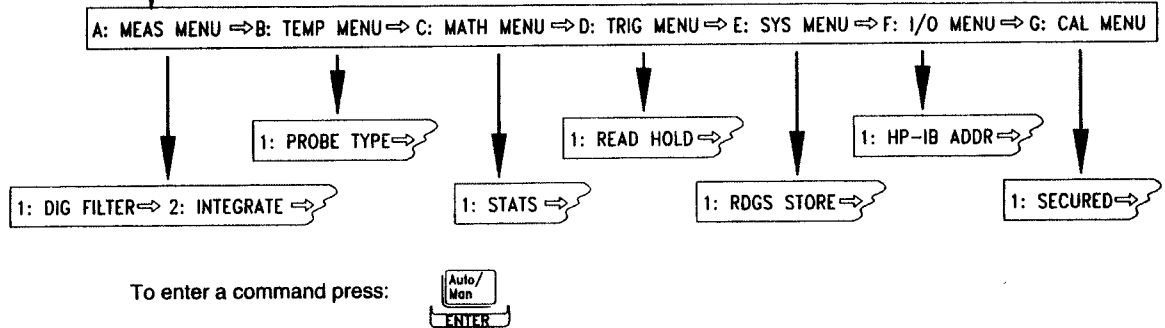 A: MEAS MENU ⇨ B: TEMP MENU ⇨ C: MATH MENU ⇨ D: TRIG MENU ⇨ E: SYS MENU ⇨ F: I/O MENU ⇨ G: CAL MENU
1: PROBE TYPE ⇨
1: READ HOLD ⇨
1: HP-IB ADDR ⇨
1: DIG FILTER ⇨ 2: INTEGRATE ⇨
1: STATS ⇨
1: RDGS STORE ⇨
1: SECURED ⇨
To enter a command press:
Auto/
Man
ENTER